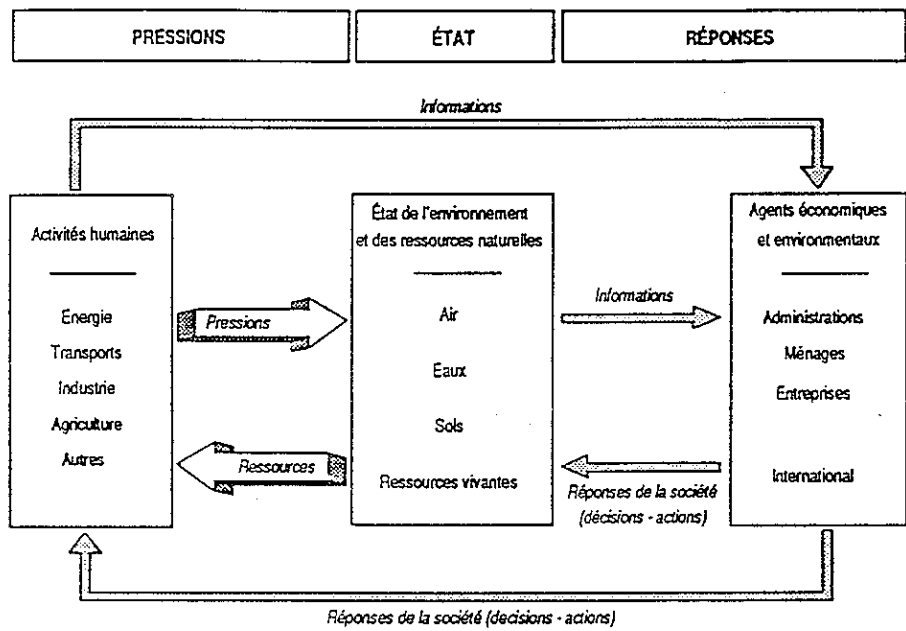 PRESSIONS
ÉTAT
RÉPONSES
Informations
Activités humaines
Energie
Transports
Industrie
Agriculture
Autres
Pressions
Ressources
État de l'environnement
et des ressources naturelles
Air
Eaux
Sols
Ressources vivantes
Informations
Réponses de la société
(décisions - actions)
Agents économiques
et environmentaux
Administrations
Ménages
Entreprises
International
Réponses de la société (decisions - actions)